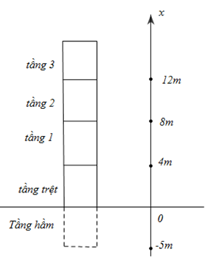 x
tầng 3
12m
tầng 2
8m
tầng 1
4m
tầng trệt
0
Tầng hầm
-5m